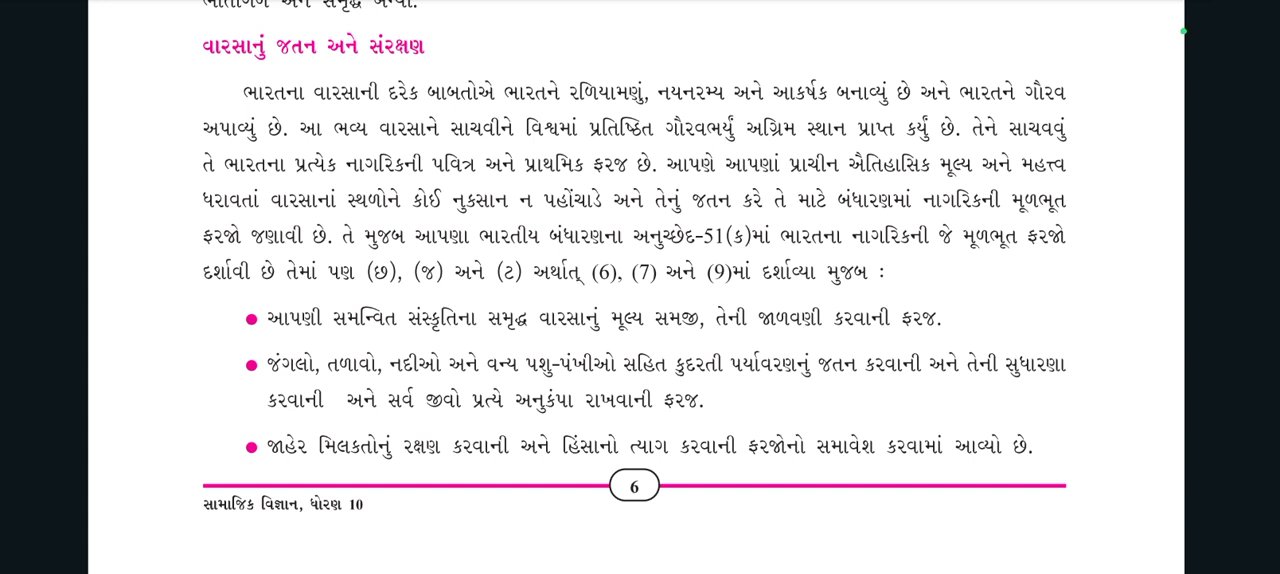 વારસાનું જતન અને સંરક્ષણ
ભારતના વારસાની દરેક બાબતોએ ભારતને રળિયામણું, નયનરમ્ય અને આકર્ષક બનાવ્યું છે અને ભારતને ગૌરવ
અપાવ્યું છે. આ ભવ્ય વારસાને સાચવીને વિશ્વમાં પ્રતિષ્ઠિત ગૌરવભર્યું અગ્રિમ સ્થાન પ્રાપ્ત કર્યું છે. તેને સાચવવું
તે ભારતના પ્રત્યેક નાગરિકની પવિત્ર અને પ્રાથમિક ફરજ છે. આપણે આપણાં પ્રાચીન ઐતિહાસિક મૂલ્ય અને મહત્ત્વ
ધરાવતાં વારસાનાં સ્થળોને કોઈ નુકસાન ન પહોંચાડે અને તેનું જતન કરે તે માટે બંધારણમાં નાગરિકની મૂળભૂત
ફરજો જણાવી છે. તે મુજબ આપણા ભારતીય બંધારણના અનુચ્છેદ-51(ક)માં ભારતના નાગરિકની જે મૂળભૂત ફરજો
દર્શાવી છે તેમાં પણ (છ), (જ) અને (ટ) અર્થાત્ (6), (7) અને (9)માં દર્શાવ્યા મુજબ :
● આપણી સમન્વિત સંસ્કૃતિના સમૃદ્ધ વારસાનું મૂલ્ય સમજી, તેની જાળવણી કરવાની ફરજ.
● જંગલો, તળાવો, નદીઓ અને વન્ય પશુ-પંખીઓ સહિત કુદરતી પર્યાવરણનું જતન કરવાની અને તેની સુધારણા
કરવાની અને સર્વ જીવો પ્રત્યે અનુકંપા રાખવાની ફરજ.
● જાહેર મિલકતોનું રક્ષણ કરવાની અને હિંસાનો ત્યાગ કરવાની ફરજોનો સમાવેશ કરવામાં આવ્યો છે.
6
સામાજિક વિજ્ઞાન, ધોરણ 10